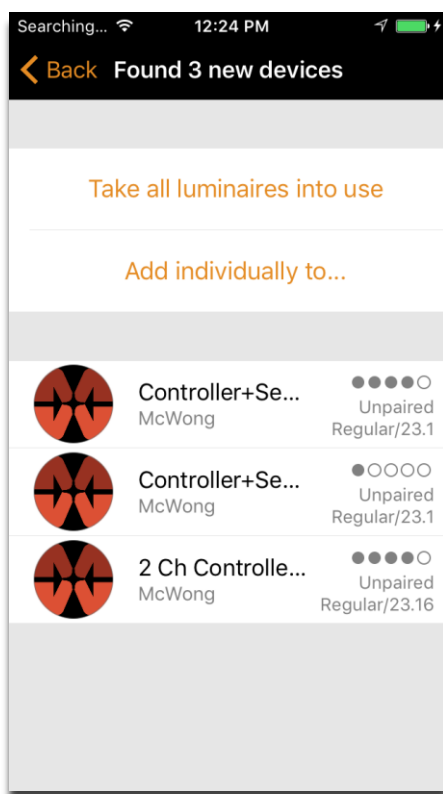 Searching... 12:24 PM
Back Found 3 new devices
Take all luminaires into use
Add individually to...
Controller+Se...
McWong
Unpaired
Regular/23.1
Controller+Se...
McWong
Unpaired
Regular/23.1
2 Ch Controlle...
McWong
Unpaired
Regular/23.16